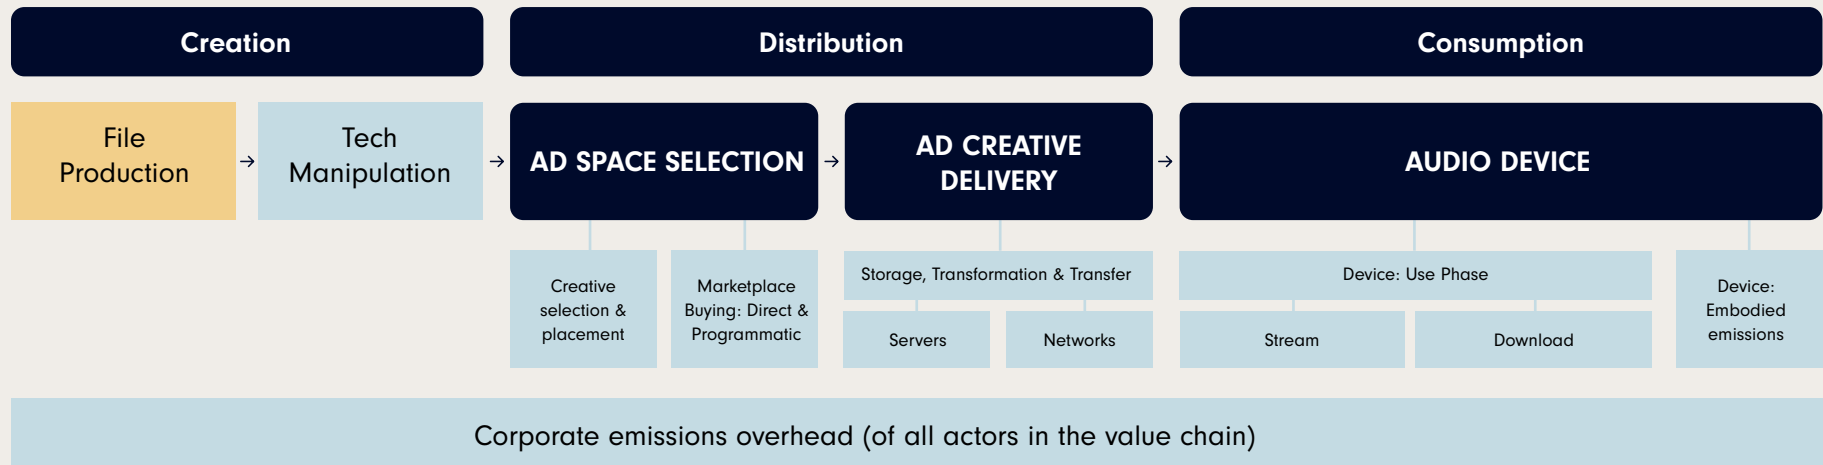 Creation
Distribution
Consumption
File
Production
Tech
Manipulation
AD SPACE SELECTION
AD CREATIVE
DELIVERY
AUDIO DEVICE
Creative
selection &
placement
Marketplace
Buying: Direct &
Programmatic
Storage, Transformation & Transfer
Servers
Networks
Device: Use Phase
Stream
Download
Device:
Embodied
emissions
Corporate emissions overhead (of all actors in the value chain)